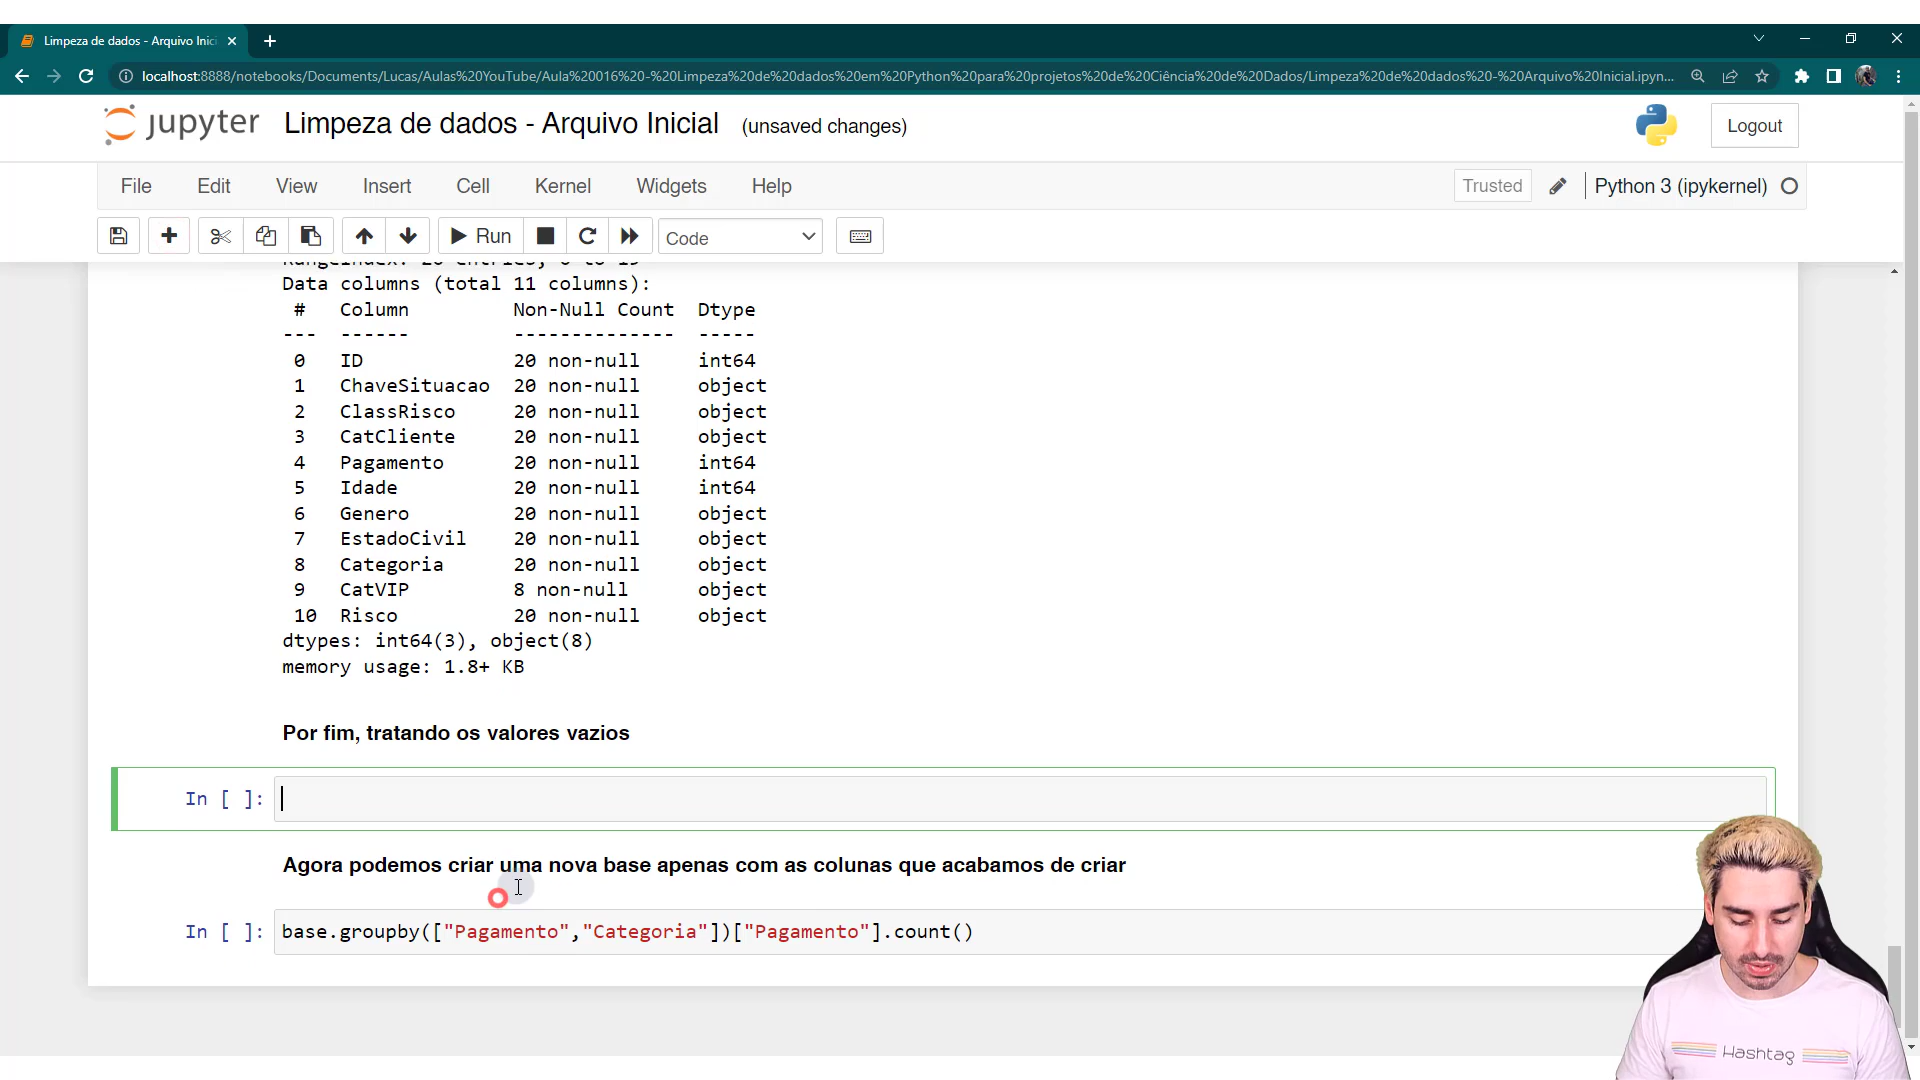 Limpeza de dados - Arquivo Inic
localhost:8888/notebooks/Documents/Lucas/Aulas%20YouTube/Aula%20016%20-%20Limpeza%20de%20dados%20em%20Python%20para%20projetos%20de%20Ciência%20de%20Dados/Limpeza%20de%20dados%20-%20Arquivo%20Inicial.ipyn...
jupyter Limpeza de dados - Arquivo Inicial (unsaved changes) Logout
File Edit View Insert Cell Kernel Widgets Help Trusted Python 3 (ipykernel)
Run Code
RangeIndex: 20 entries, 0 to 19
Data columns (total 11 columns):
# Column Non-Null Count Dtype
--- ------ -------------- -----
0 ID 20 non-null int64
1 ChaveSituacao 20 non-null object
2 ClassRisco 20 non-null object
3 CatCliente 20 non-null object
4 Pagamento 20 non-null int64
5 Idade 20 non-null int64
6 Genero 20 non-null object
7 EstadoCivil 20 non-null object
8 Categoria 20 non-null object
9 CatVIP 8 non-null object
10 Risco 20 non-null object
dtypes: int64(3), object(8)
memory usage: 1.8+ KB
Por fim, tratando os valores vazios
In [ ]:
Agora podemos criar uma nova base apenas com as colunas que acabamos de criar
In [ ]: base.groupby(["Pagamento","Categoria"])["Pagamento"].count()
Hashtag